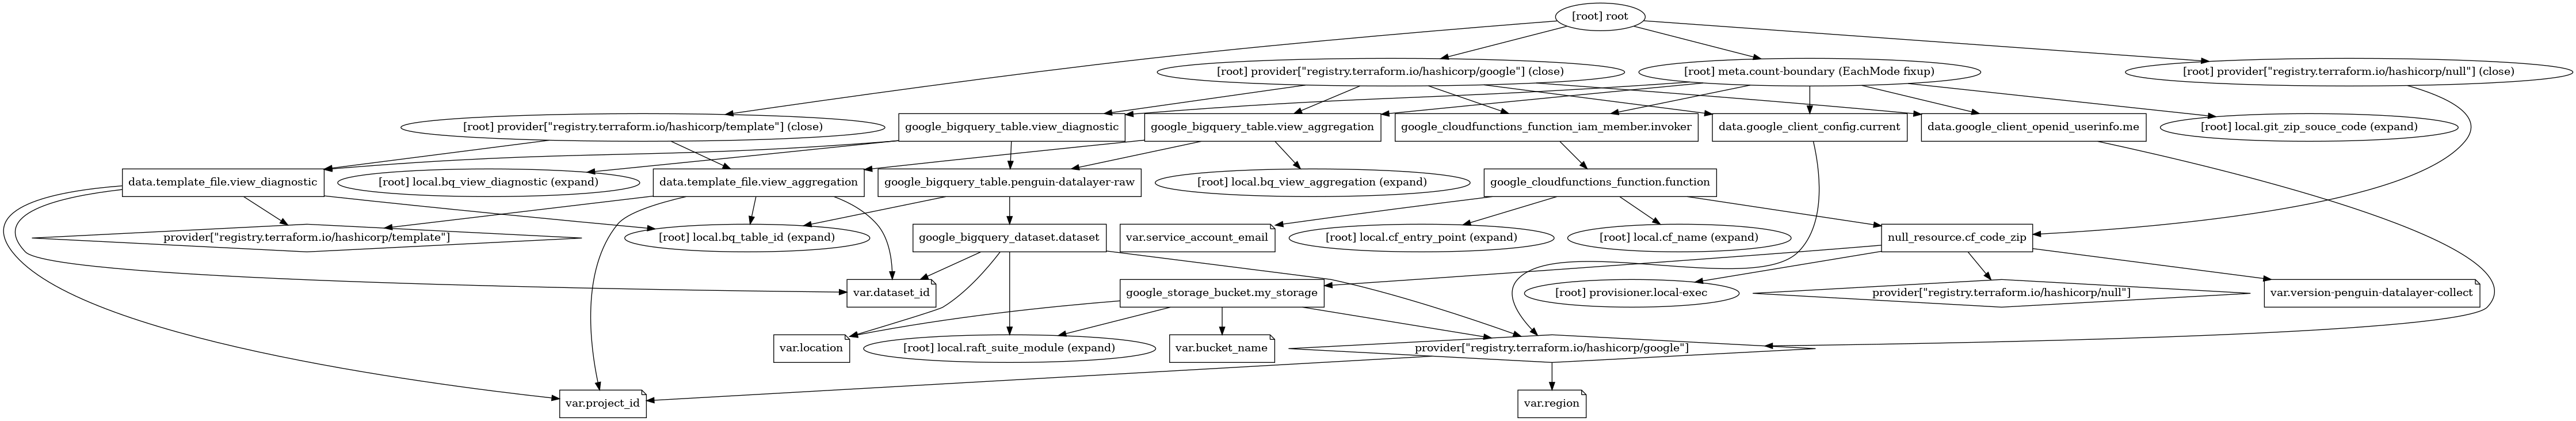 [root] root
[root] provider["registry.terraform.io/hashicorp/google"] (close)
[root] meta.count-boundary (EachMode fixup)
[root] provider["registry.terraform.io/hashicorp/null"] (close)
[root] provider["registry.terraform.io/hashicorp/template"] (close)
google_bigquery_table.view_diagnostic
google_bigquery_table.view_aggregation
google_cloudfunctions_function_iam_member.invoker
data.google_client_config.current
data.google_client_openid_userinfo.me
[root] local.git_zip_souce_code (expand)
data.template_file.view_diagnostic
[root] local.bq_view_diagnostic (expand)
data.template_file.view_aggregation
google_bigquery_table.penguin-datalayer-raw
[root] local.bq_view_aggregation (expand)
google_cloudfunctions_function.function
provider["registry.terraform.io/hashicorp/template"]
[root] local.bq_table_id (expand)
google_bigquery_dataset.dataset
var.service_account_email
[root] local.cf_entry_point (expand)
[root] local.cf_name (expand)
null_resource.cf_code_zip
var.dataset_id
google_storage_bucket.my_storage
[root] provisioner.local-exec
provider["registry.terraform.io/hashicorp/null"]
var.version-penguin-datalayer-collect
var.location
[root] local.raft_suite_module (expand)
var.bucket_name
provider["registry.terraform.io/hashicorp/google"]
var.project_id
var.region